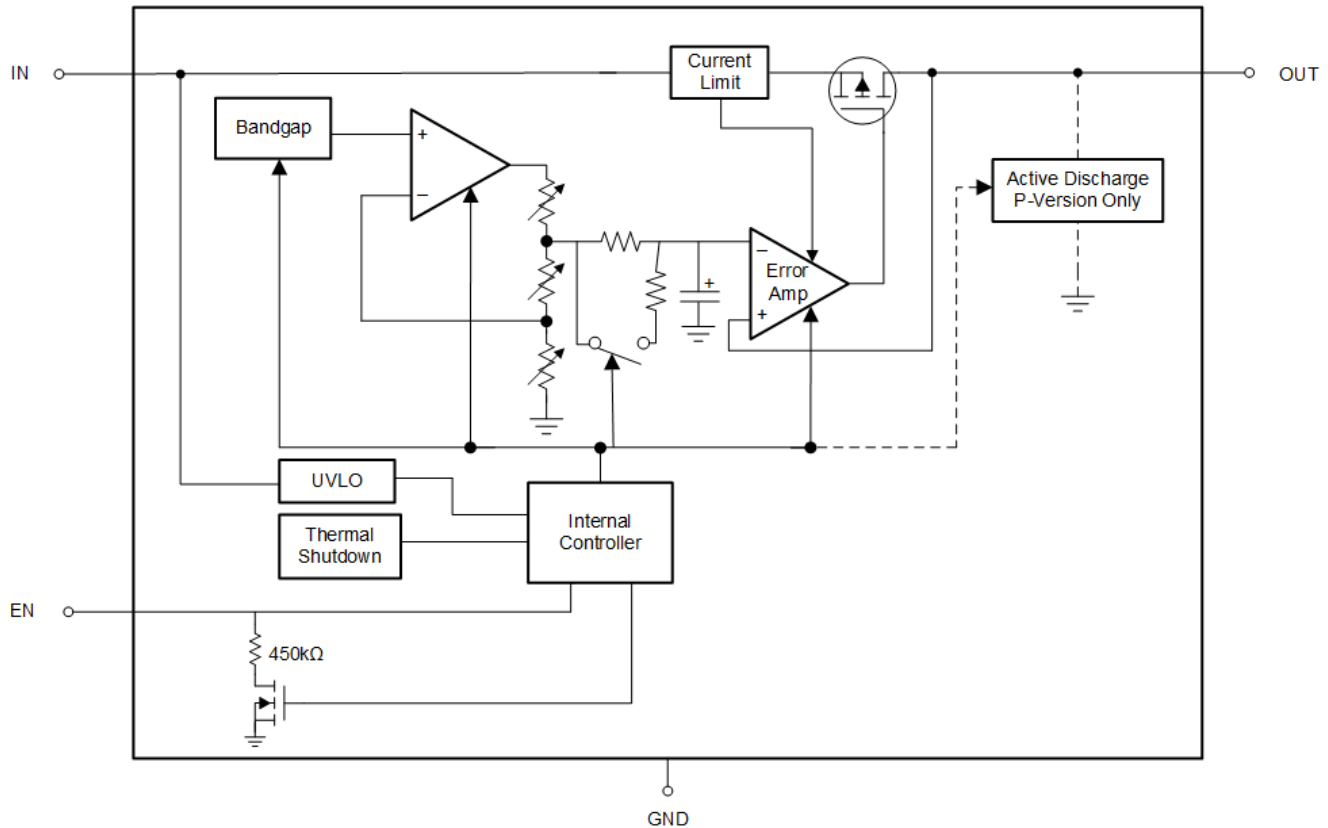 IN
Current
Limit
OUT
Bandgap
+
−
Active Discharge
P-Version Only
+
−
Error
Amp
+
UVLO
Thermal
Shutdown
Internal
Controller
EN
450kΩ
GND